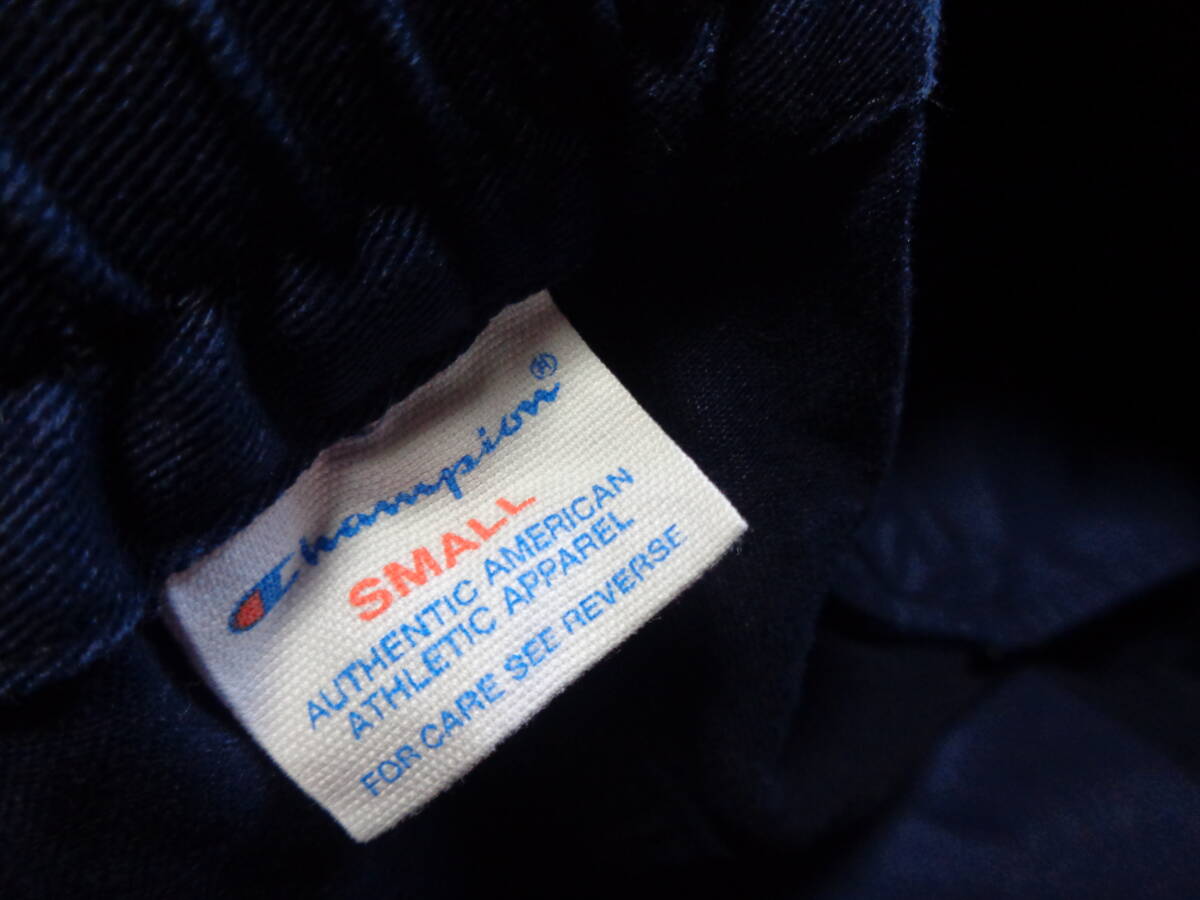 Champion®
SMALL
AUTHENTIC AMERICAN
ATHLETIC APPAREL
FOR CARE SEE REVERSE